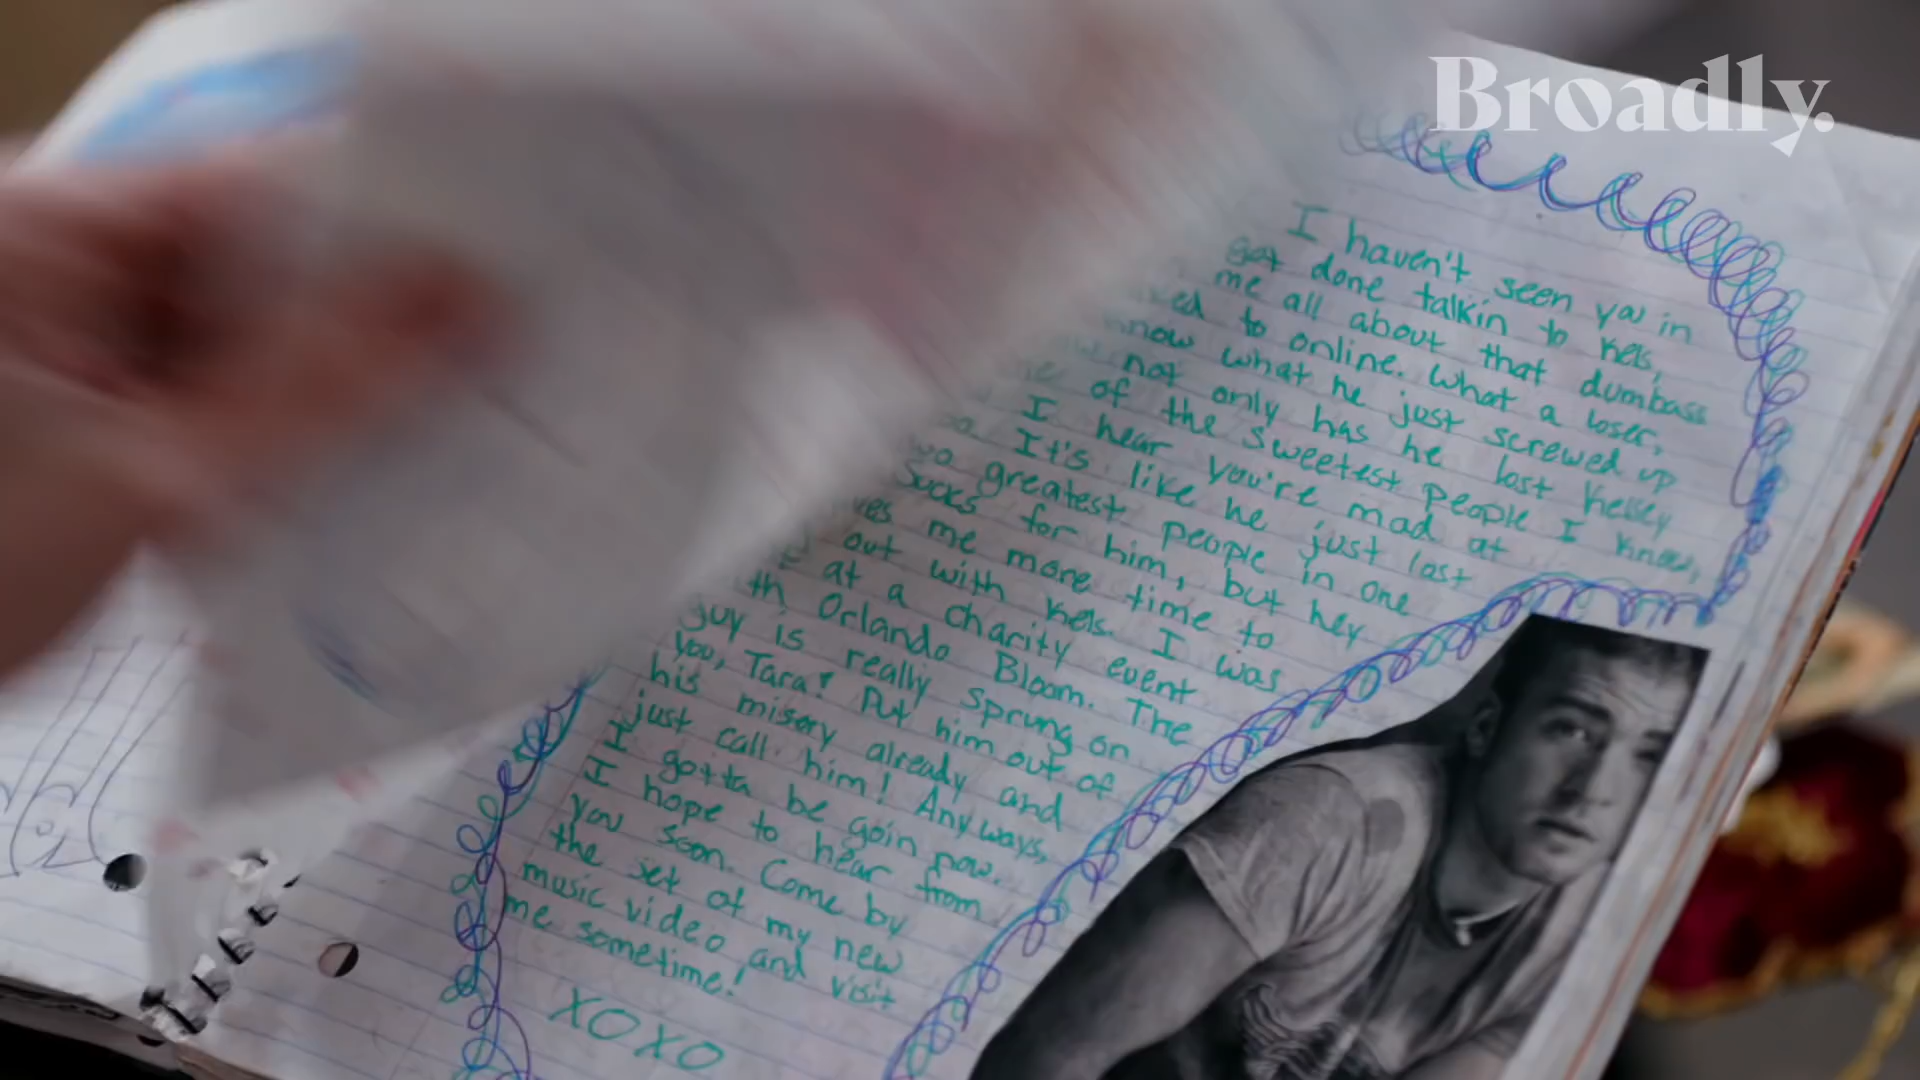 Broadly.
I haven't seen you in
got done talkin to Kels,
me all about that dumbass
ked to online. What a loser,
know what he just screwed up
not only has he lost Kelsey
of the sweetest people I know,
I hear you're mad at
It's like he just lost
greatest people in one
Sucks for him, but hey
me more time to
out with Kels. I was
at a charity event
th Orlando Bloom. The
guy is really sprung on
you, Tara! Put him out of
his misory already and
just call him! Anyways,
I gotta be goin now.
I hope to hear from
you soon. Come by
the set of my new
music video and visit
me sometime!
XOXO